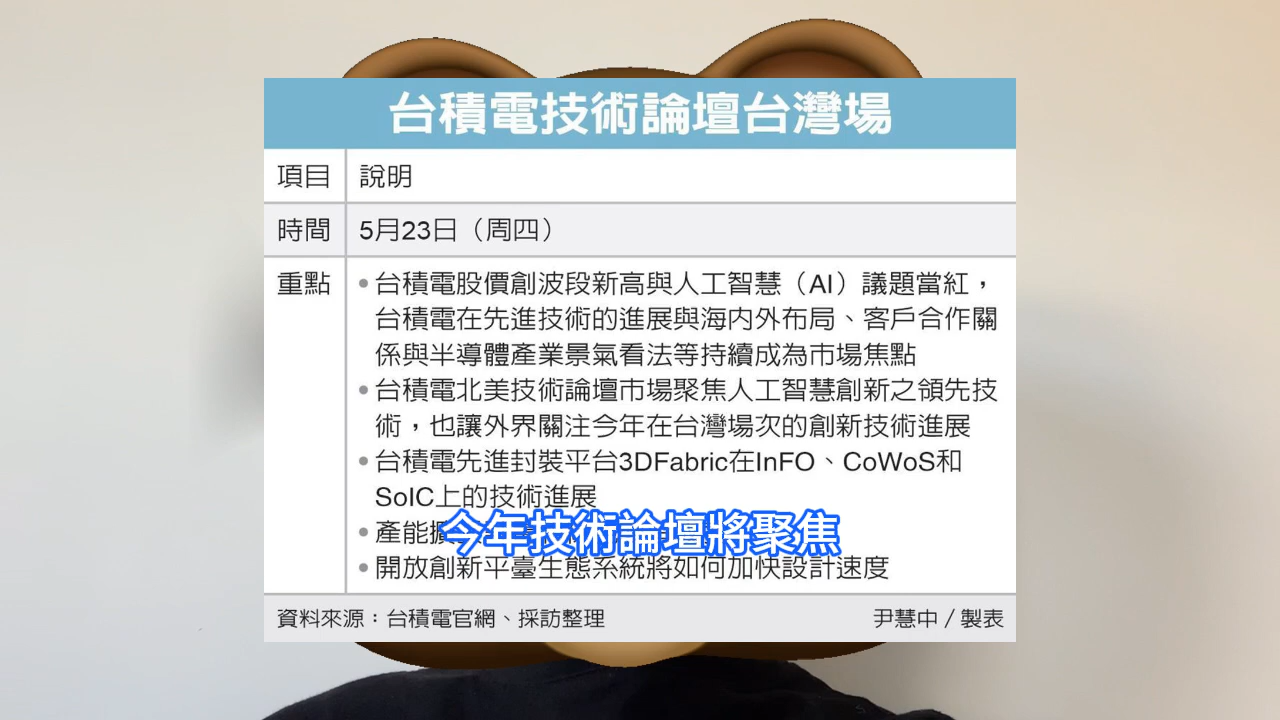 台積電技術論壇台灣場
項目 說明
時間 5月23日（周四）
重點 •台積電股價創波段新高與人工智慧（AI）議題當紅，
台積電在先進技術的進展與海內外布局、客戶合作關
係與半導體產業景氣看法等持續成為市場焦點
•台積電北美技術論壇市場聚焦人工智慧創新之領先技
術，也讓外界關注今年在台灣場次的創新技術進展
•台積電先進封裝平台3DFabric在InFO、CoWoS和
SoIC上的技術進展
•產能
今年技術論壇將聚焦
•開放創新平臺生態系統將如何加快設計速度
資料來源：台積電官網、採訪整理 尹慧中／製表